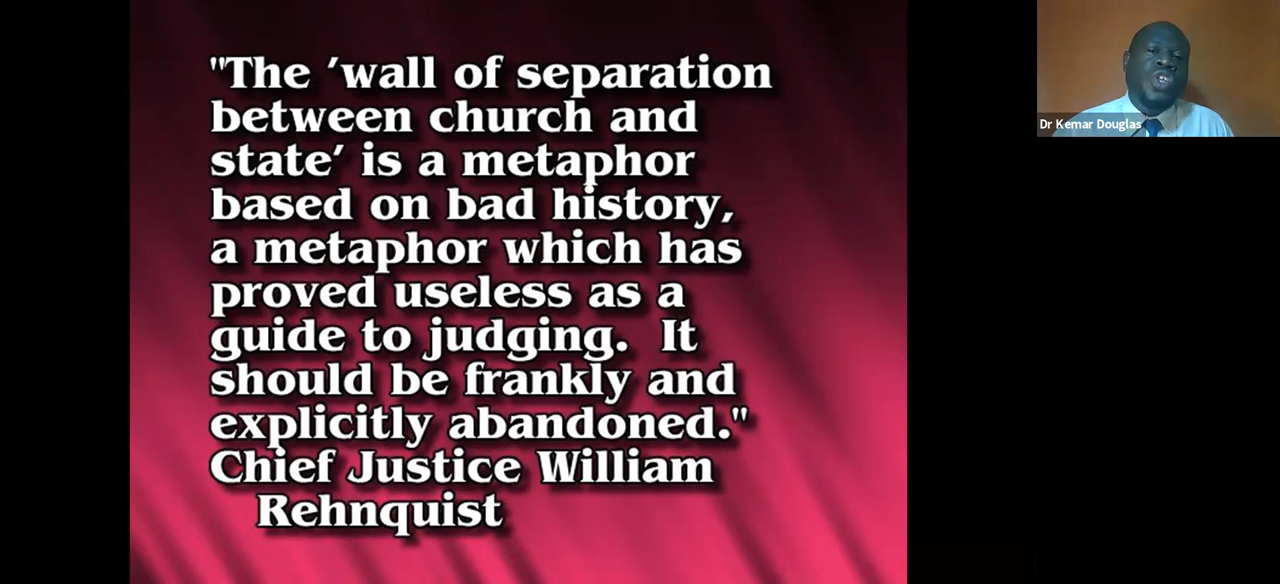 "The 'wall of separation
between church and
state' is a metaphor
based on bad history,
a metaphor which has
proved useless as a
guide to judging.  It
should be frankly and
explicitly abandoned."
Chief Justice William
Rehnquist
Dr Kemar Douglas